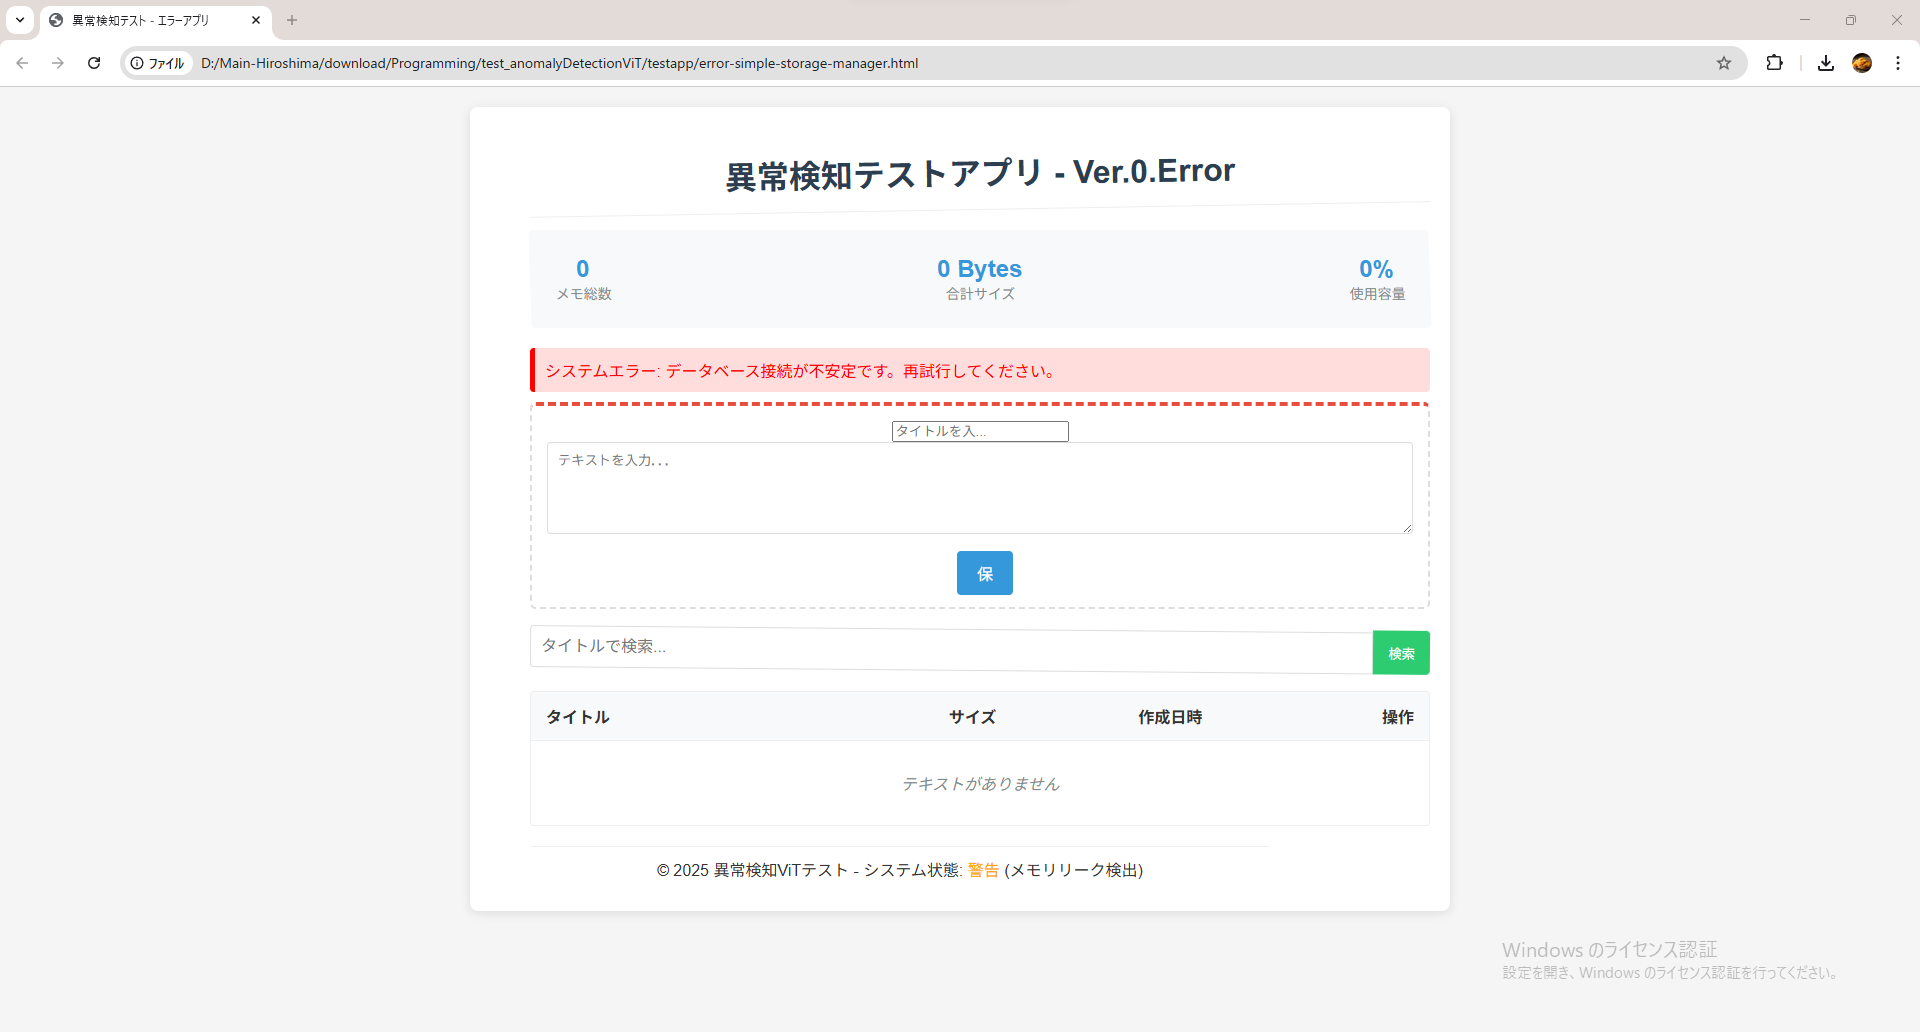 異常検知テスト - エラーアプリ
ファイル D:/Main-Hiroshima/download/Programming/test_anomalyDetectionViT/testapp/error-simple-storage-manager.html
異常検知テストアプリ - Ver.0.Error
0 0 Bytes 0%
メモ総数 合計サイズ 使用容量
システムエラー: データベース接続が不安定です。再試行してください。
タイトルを入...
テキストを入力...
保
タイトルで検索... 検索
タイトル サイズ 作成日時 操作
テキストがありません
© 2025 異常検知ViTテスト - システム状態: 警告 (メモリリーク検出)
Windows のライセンス認証
設定を開き、Windows のライセンス認証を行ってください。